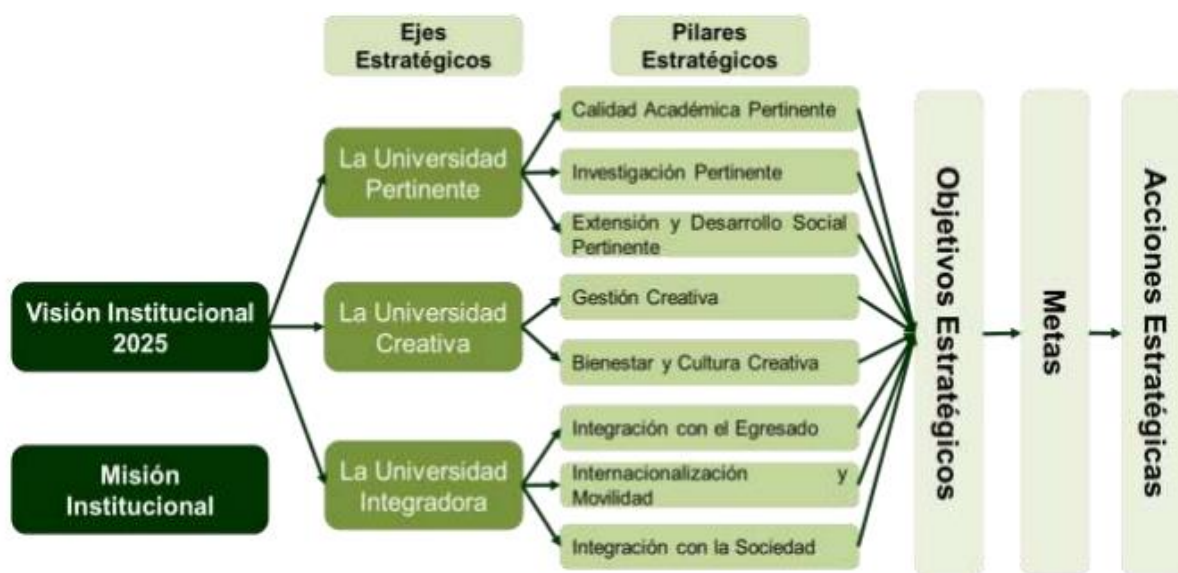 Ejes
Estratégicos
Pilares
Estratégicos
Visión Institucional
2025
Misión
Institucional
La Universidad
Pertinente
La Universidad
Creativa
La Universidad
Integradora
Calidad Académica Pertinente
Investigación Pertinente
Extensión y Desarrollo Social
Pertinente
Gestión Creativa
Bienestar y Cultura Creativa
Integración con el Egresado
Internacionalización y
Movilidad
Integración con la Sociedad
Objetivos Estratégicos
Metas
Acciones Estratégicas